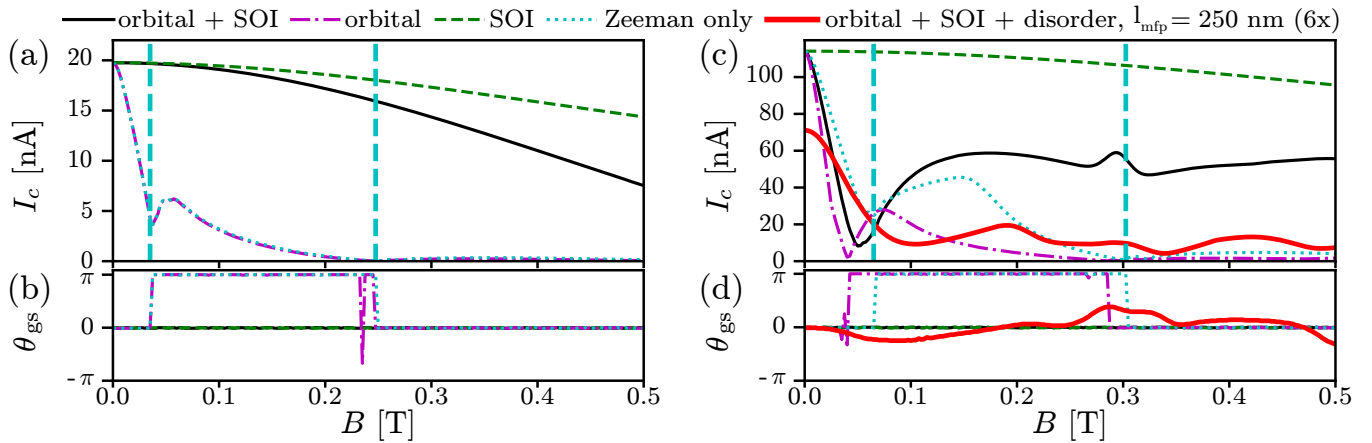 orbital + SOI orbital SOI Zeeman only orbital + SOI + disorder, l_mfp = 250 nm (6x)
(a) (c)
I_c [nA] I_c [nA]
20
15
10
5
0
100
80
60
40
20
0
(b) (d)
θ_gs θ_gs
π
0
-π
π
0
-π
0.0 0.1 0.2 0.3 0.4 0.5
0.0 0.1 0.2 0.3 0.4 0.5
B [T] B [T]